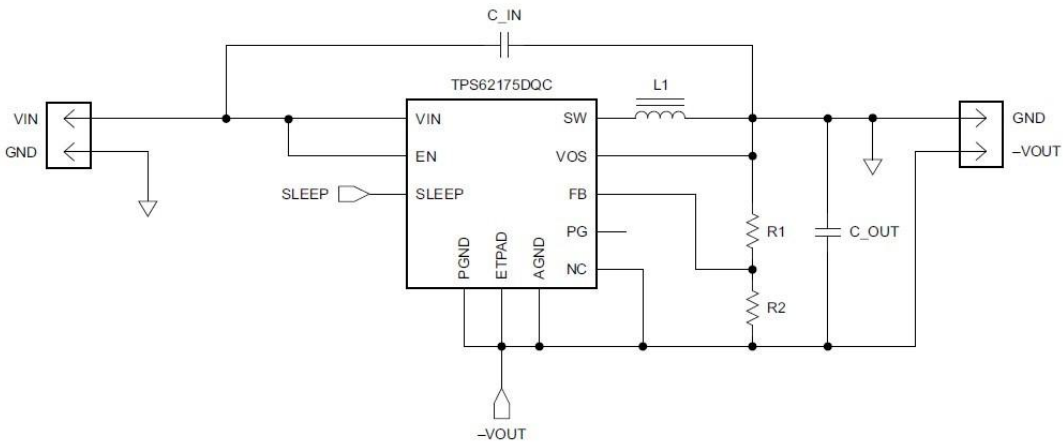 C_IN
TPS62175DQC
L1
VIN
GND
VIN
EN
SLEEP
SLEEP
SW
VOS
FB
PG
NC
PGND
ETPAD
AGND
R1
R2
C_OUT
GND
–VOUT
–VOUT